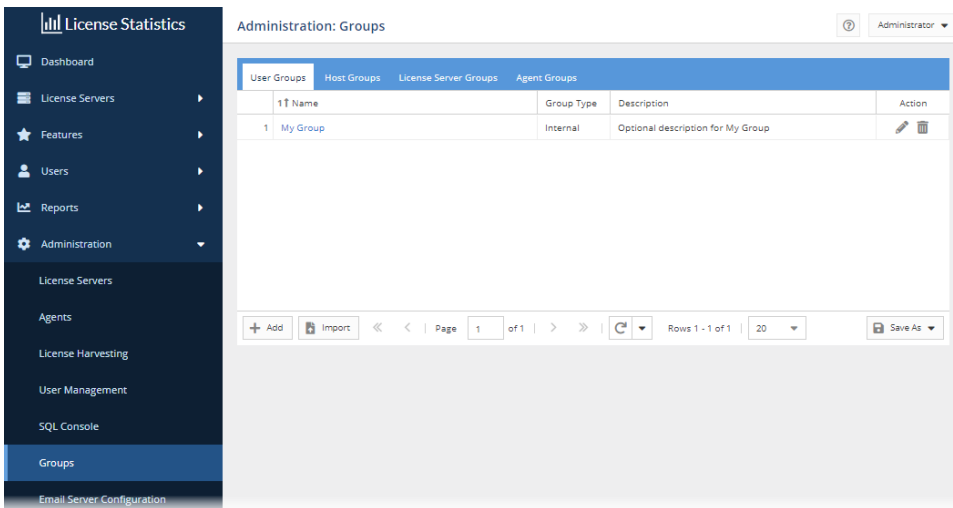 License Statistics
Administration: Groups
Administrator
Dashboard
License Servers
Features
Users
Reports
Administration
License Servers
Agents
License Harvesting
User Management
SQL Console
Groups
Email Server Configuration
User Groups Host Groups License Server Groups Agent Groups
1 Name Group Type Description Action
1 My Group Internal Optional description for My Group
Add Import Page 1 of 1 Rows 1 - 1 of 1 20 Save As